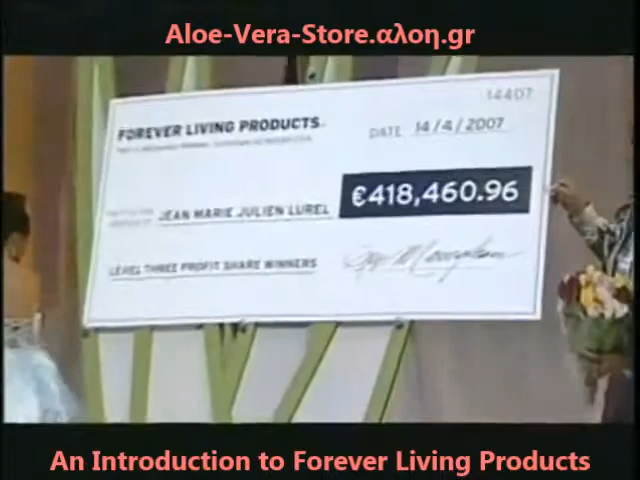 Aloe-Vera-Store.αλοη.gr
14407
FOREVER LIVING PRODUCTS
DATE 14/4/2007
€418,460.96
JEAN MARIE JULIEN LUREL
LEVEL THREE PROFIT SHARE WINNERS
An Introduction to Forever Living Products